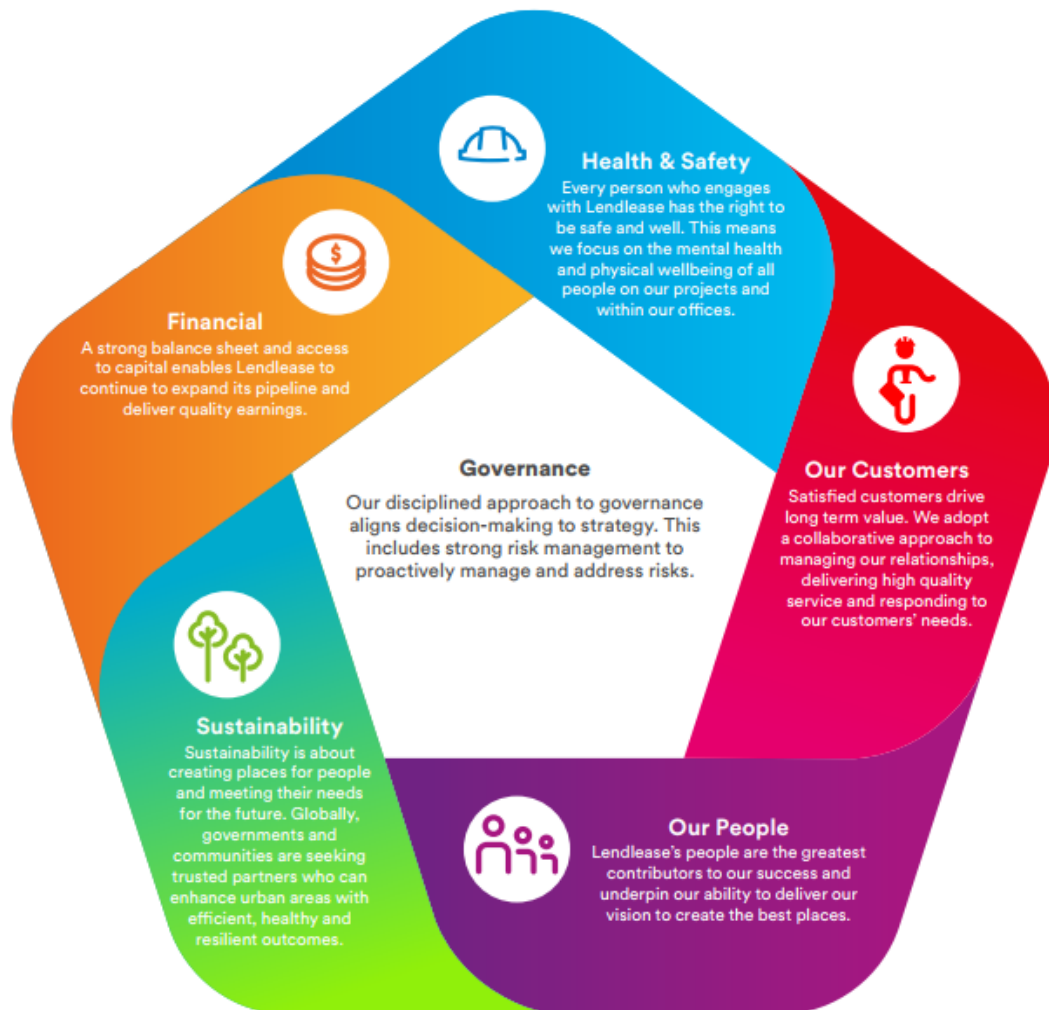 Health & Safety
Every person who engages
with Lendlease has the right to
be safe and well. This means
we focus on the mental health
and physical wellbeing of all
people on our projects and
within our offices.
Financial
A strong balance sheet and access
to capital enables Lendlease to
continue to expand its pipeline and
deliver quality earnings.
$
Governance
Our disciplined approach to governance
aligns decision-making to strategy. This
includes strong risk management to
proactively manage and address risks.
Our Customers
Satisfied customers drive
long term value. We adopt
a collaborative approach to
managing our relationships,
delivering high quality
service and responding to
our customers’ needs.
Sustainability
Sustainability is about
creating places for people
and meeting their needs
for the future. Globally,
governments and
communities are seeking
trusted partners who can
enhance urban areas with
efficient, healthy and
resilient outcomes.
Our People
Lendlease’s people are the greatest
contributors to our success and
underpin our ability to deliver our
vision to create the best places.